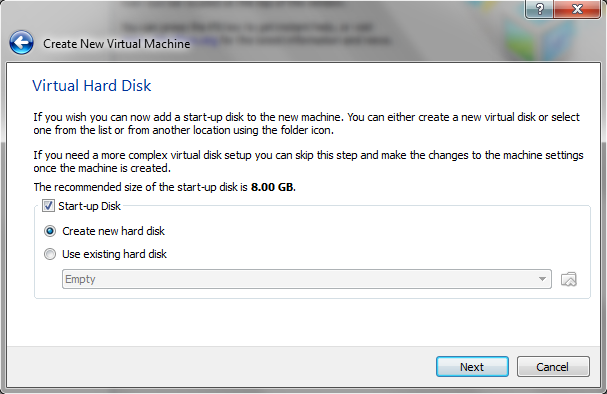 ?
Create New Virtual Machine
Virtual Hard Disk
If you wish you can now add a start-up disk to the new machine. You can either create a new virtual disk or select
one from the list or from another location using the folder icon.
If you need a more complex virtual disk setup you can skip this step and make the changes to the machine settings
once the machine is created.
The recommended size of the start-up disk is 8.00 GB.
Start-up Disk
Create new hard disk
Use existing hard disk
Empty
Next
Cancel